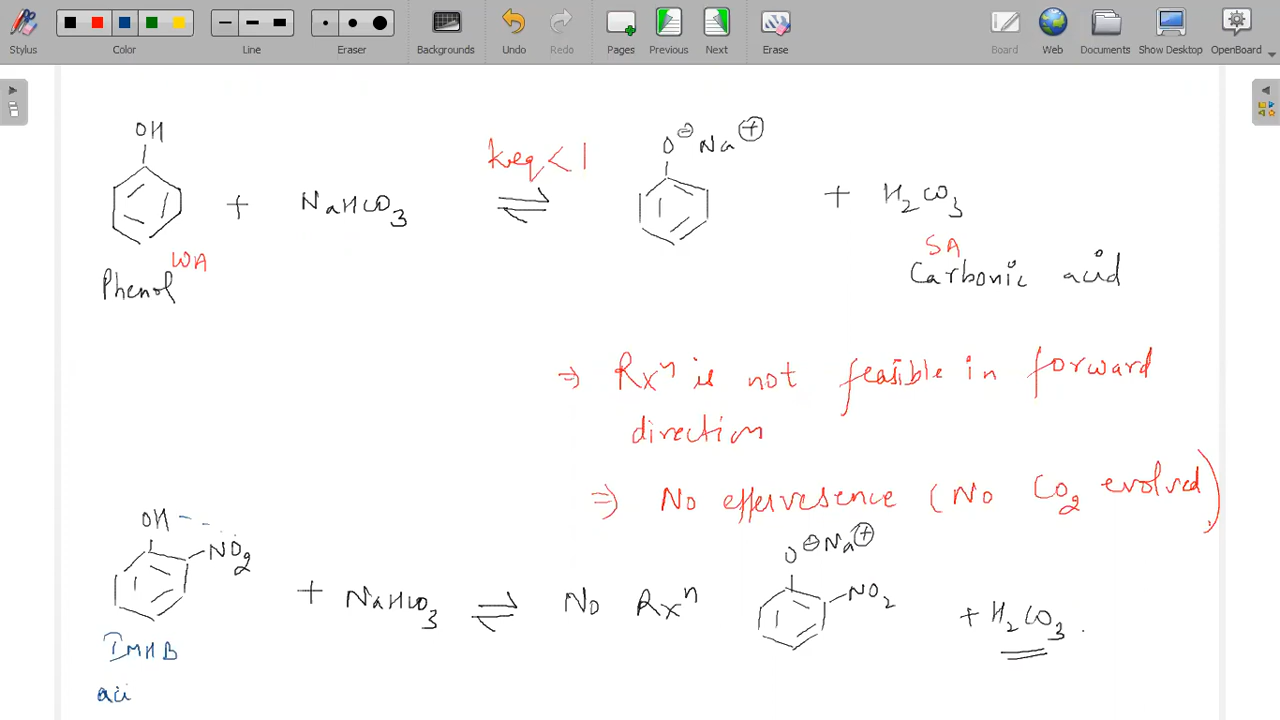 Stylus
Color
Line
Eraser
Backgrounds
Undo
Redo
Pages
Previous
Next
Erase
Board
Web
Documents
Show Desktop
OpenBoard
OH
+ NaHCO3
Keq < 1
⇌
O⊖ Na⊕
+ H2CO3
WA
Phenol
SA
Carbonic acid
⇒ Rxⁿ is not feasible in forward
direction
⇒ No effervesence (No CO2 evolved)
OH
NO2
+ NaHCO3 ⇌ No Rxⁿ
O⊖Na⊕
NO2
+ H2CO3
IMHB
aci